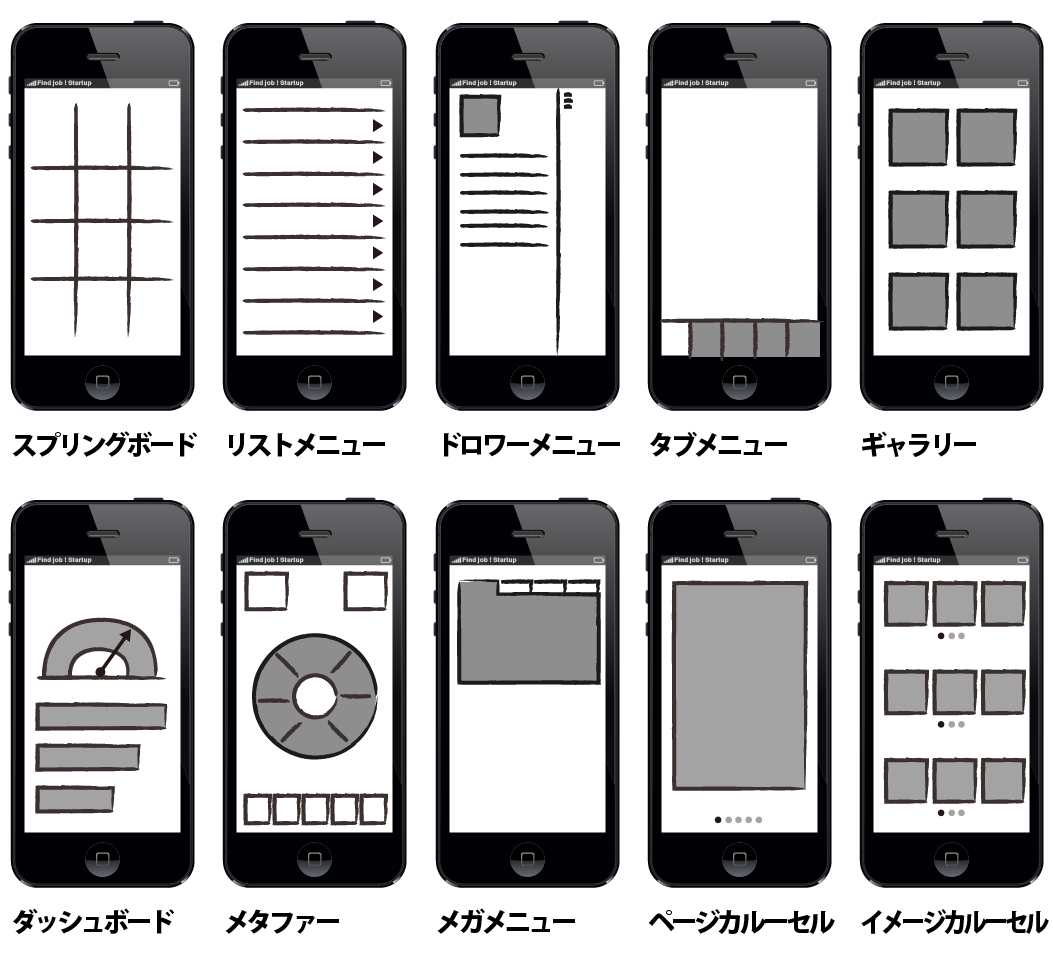 Find job ! Startup
Find job ! Startup
Find job ! Startup
Find job ! Startup
Find job ! Startup
スプリングボード
リストメニュー
ドロワーメニュー
タブメニュー
ギャラリー
Find job ! Startup
Find job ! Startup
Find job ! Startup
Find job ! Startup
Find job ! Startup
ダッシュボード
メタファー
メガメニュー
ページカルーセル
イメージカルーセル